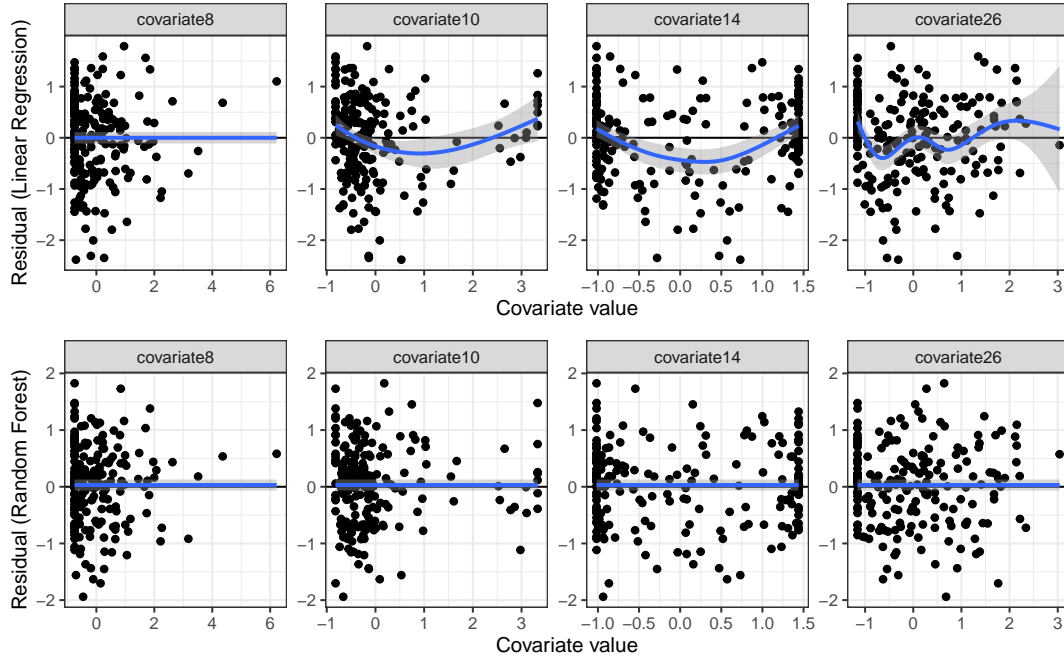 covariate8 covariate10 covariate14 covariate26
Residual (Linear Regression)
1
0
−1
−2
0 2 4 6 −1 0 1 2 3 −1.0 −0.5 0.0 0.5 1.0 1.5 −1 0 1 2 3
Covariate value
covariate8 covariate10 covariate14 covariate26
Residual (Random Forest)
2
1
0
−1
−2
0 2 4 6 −1 0 1 2 3 −1.0 −0.5 0.0 0.5 1.0 1.5 −1 0 1 2 3
Covariate value